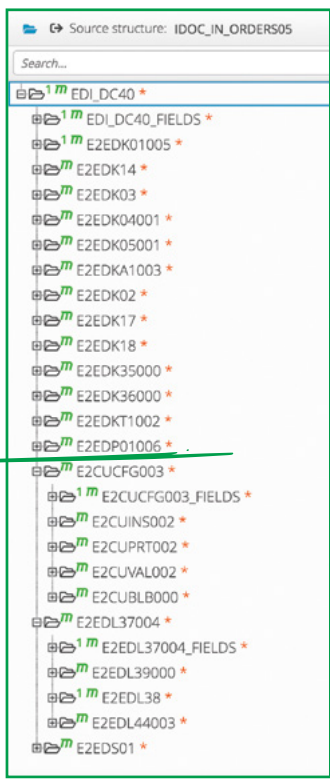 Source structure: IDOC_IN_ORDERS05
Search...
1 m EDI_DC40 *
1 m EDI_DC40_FIELDS *
1 m E2EDK01005 *
m E2EDK14 *
m E2EDK03 *
m E2EDK04001 *
m E2EDK05001 *
m E2EDKA1003 *
m E2EDK02 *
m E2EDK17 *
m E2EDK18 *
m E2EDK35000 *
m E2EDK36000 *
m E2EDKT1002 *
m E2EDP01006 *
m E2CUCFG003 *
1 m E2CUCFG003_FIELDS *
m E2CUINS002 *
m E2CUPRT002 *
m E2CUVAL002 *
m E2CUBLB000 *
m E2EDL37004 *
1 m E2EDL37004_FIELDS *
m E2EDL39000 *
1 m E2EDL38 *
m E2EDL44003 *
m E2EDS01 *